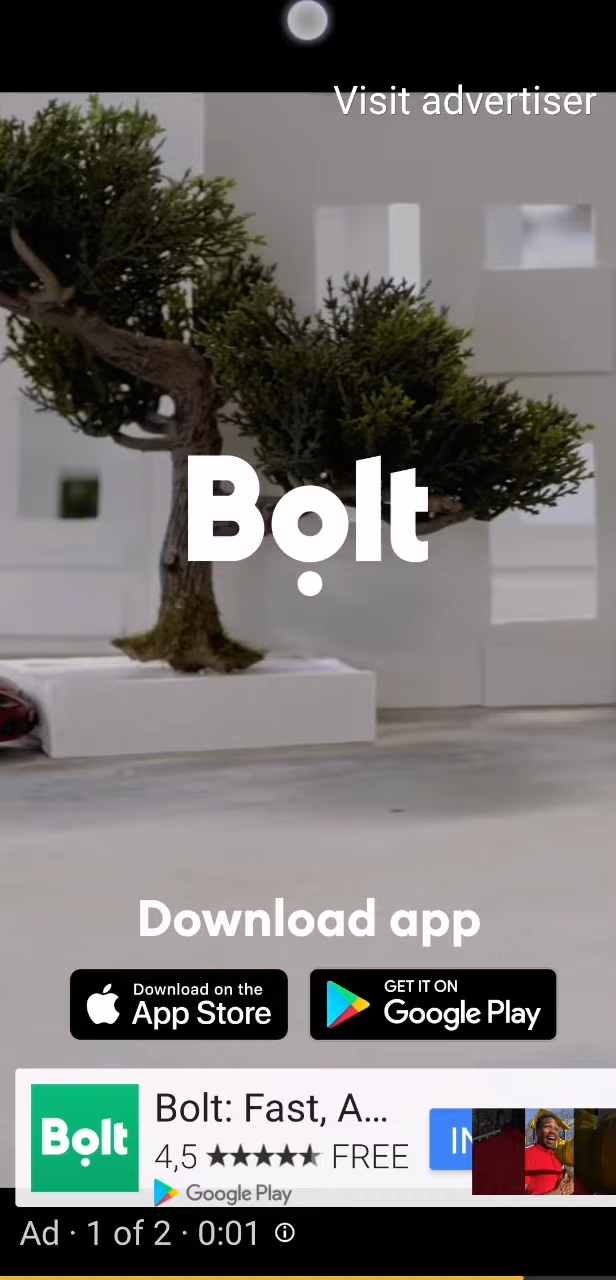 Visit advertiser
Bolt
Download app
Download on the
App Store
GET IT ON
Google Play
Bolt
Bolt: Fast, A...
4,5 FREE
Google Play
Ad · 1 of 2 · 0:01